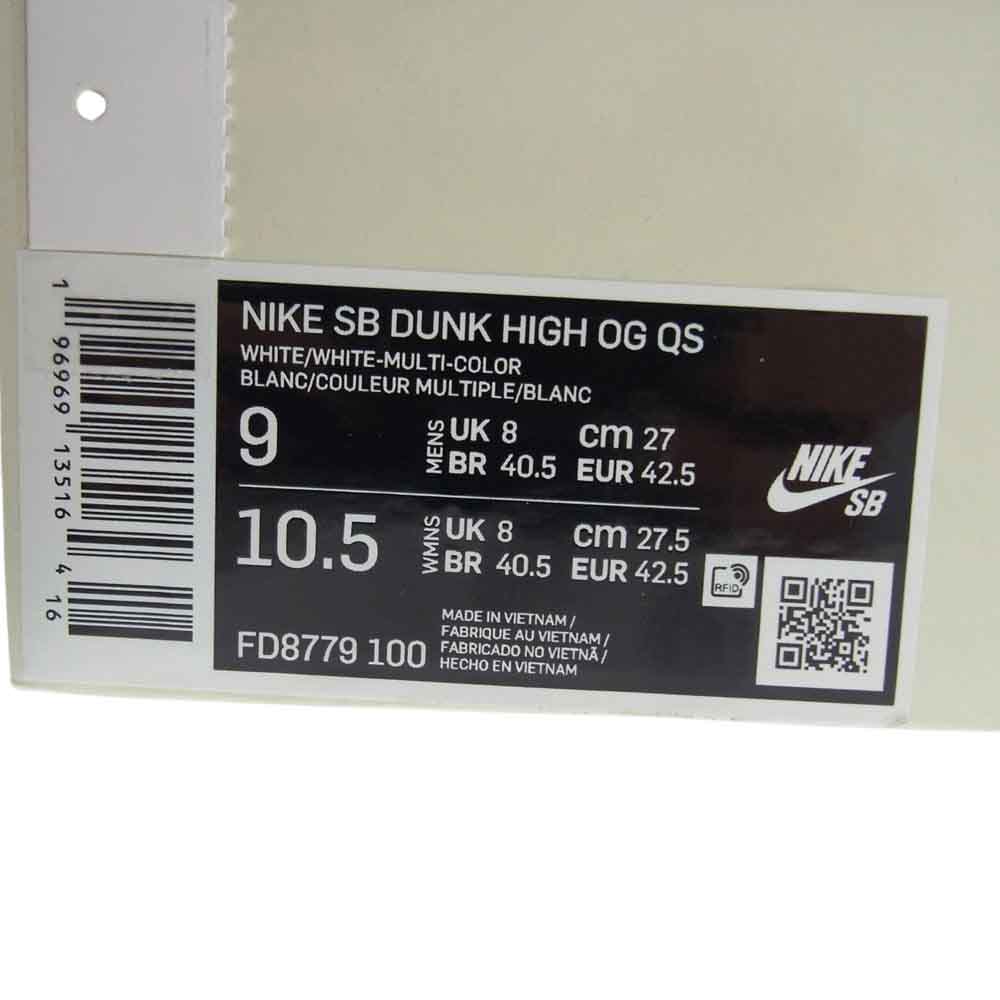 NIKE SB DUNK HIGH OG QS
WHITE/WHITE-MULTI-COLOR
BLANC/COULEUR MULTIPLE/BLANC
9 MENS UK 8 cm 27
BR 40.5 EUR 42.5
10.5 WMNS UK 8 cm 27.5
BR 40.5 EUR 42.5
FD8779 100
MADE IN VIETNAM /
FABRIQUE AU VIETNAM /
FABRICADO NO VIETNÃ /
HECHO EN VIETNAM
NIKE
SB
RFID
1 96969 13516 4 16